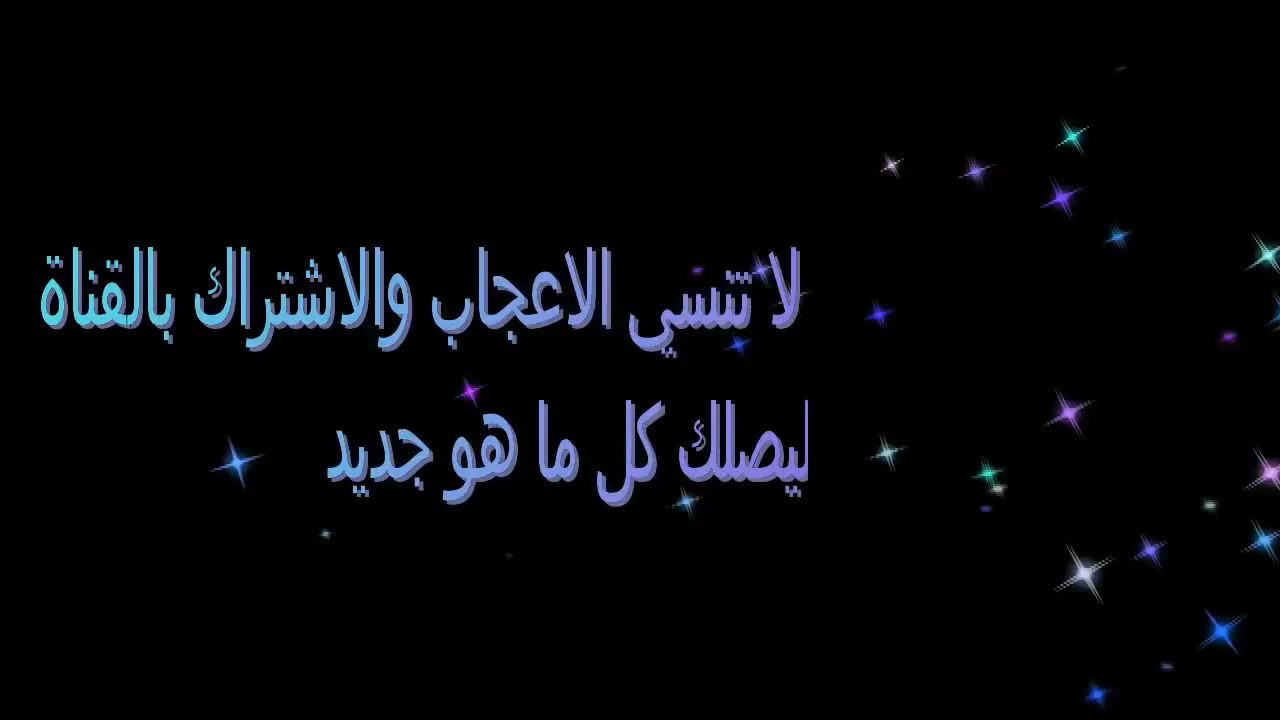 لا تنسي الاعجاب والاشتراك بالقناة
ليصلك كل ما هو جديد